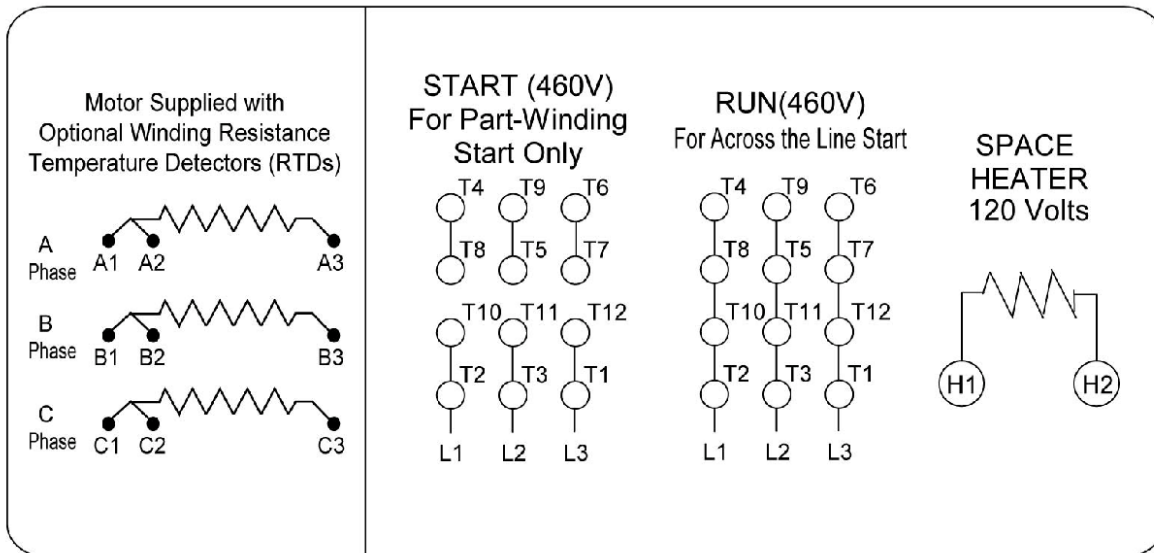 Motor Supplied with
Optional Winding Resistance
Temperature Detectors (RTDs)
A
Phase
A1 A2 A3
B
Phase
B1 B2 B3
C
Phase
C1 C2 C3
START (460V)
For Part-Winding
Start Only
T4 T9 T6
T8 T5 T7
T10 T11 T12
T2 T3 T1
L1 L2 L3
RUN(460V)
For Across the Line Start
T4 T9 T6
T8 T5 T7
T10 T11 T12
T2 T3 T1
L1 L2 L3
SPACE
HEATER
120 Volts
H1 H2